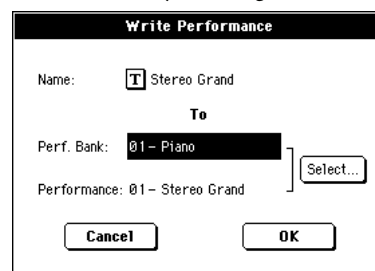 Write Performance
Name: T Stereo Grand
To
Perf. Bank: 01- Piano
Select...
Performance: 01- Stereo Grand
Cancel OK